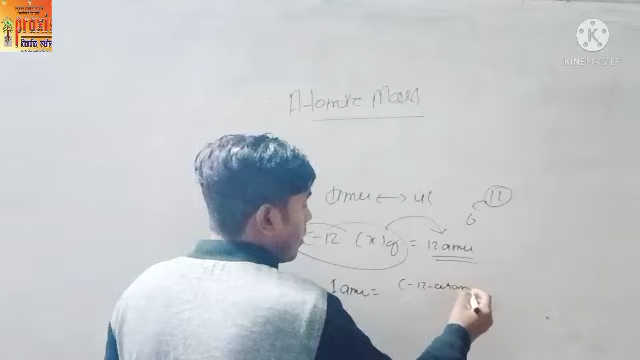 K
KINEMASTER
Atomic Mass
amu ↔ u
12
6
C-12 (x)g = 12 amu
1 amu = C-12-atom